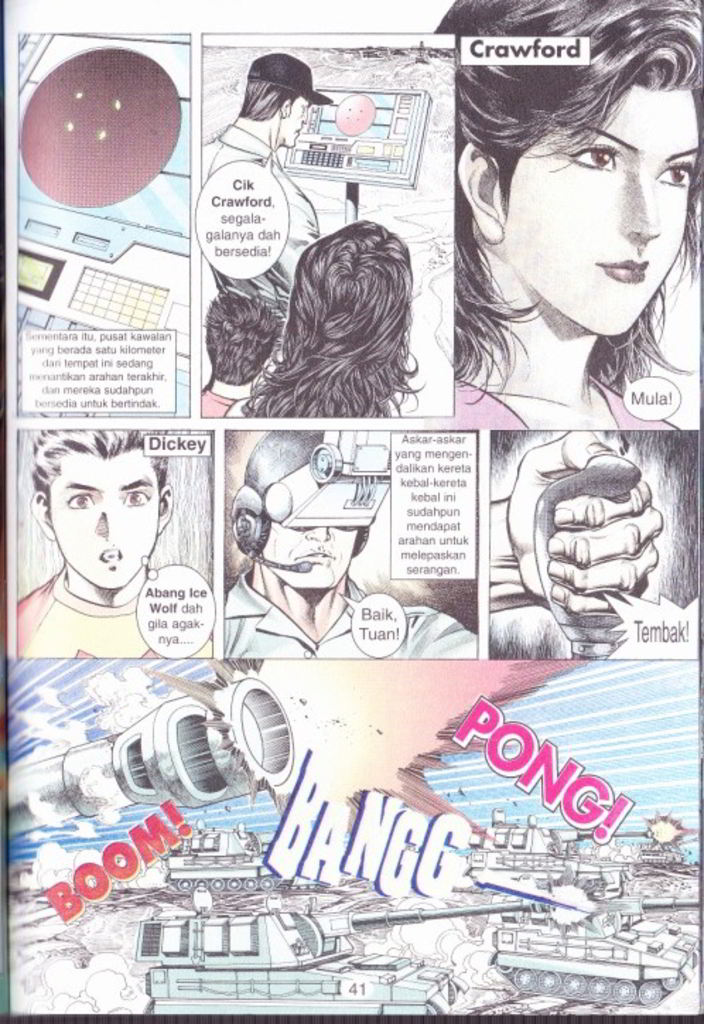 Sementara itu, pusat kawalan
yang berada satu kilometer
dari tempat ini sedang
menantikan arahan terakhir,
dan mereka sudahpun
bersedia untuk bertindak.
Cik
Crawford,
segala-
galanya dah
bersedia!
Crawford
Mula!
Dickey
Abang Ice
Wolf dah
gila agak-
nya....
Askar-askar
yang mengen-
dalikan kereta
kebal-kereta
kebal ini
sudahpun
mendapat
arahan untuk
melepaskan
serangan.
Baik,
Tuan!
Tembak!
BOOM!
BANGG
PONG!
41